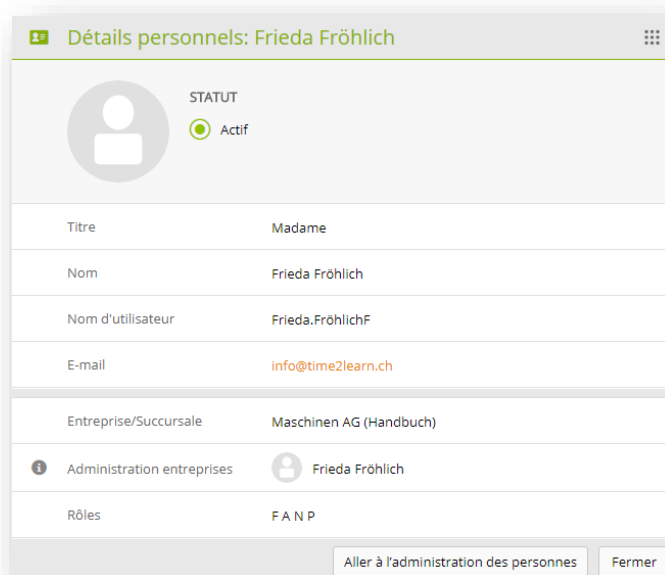 Détails personnels: Frieda Fröhlich
STATUT
Actif
Titre Madame
Nom Frieda Fröhlich
Nom d'utilisateur Frieda.FröhlichF
E-mail info@time2learn.ch
Entreprise/Succursale Maschinen AG (Handbuch)
Administration entreprises Frieda Fröhlich
Rôles F A N P
Aller à l'administration des personnes Fermer